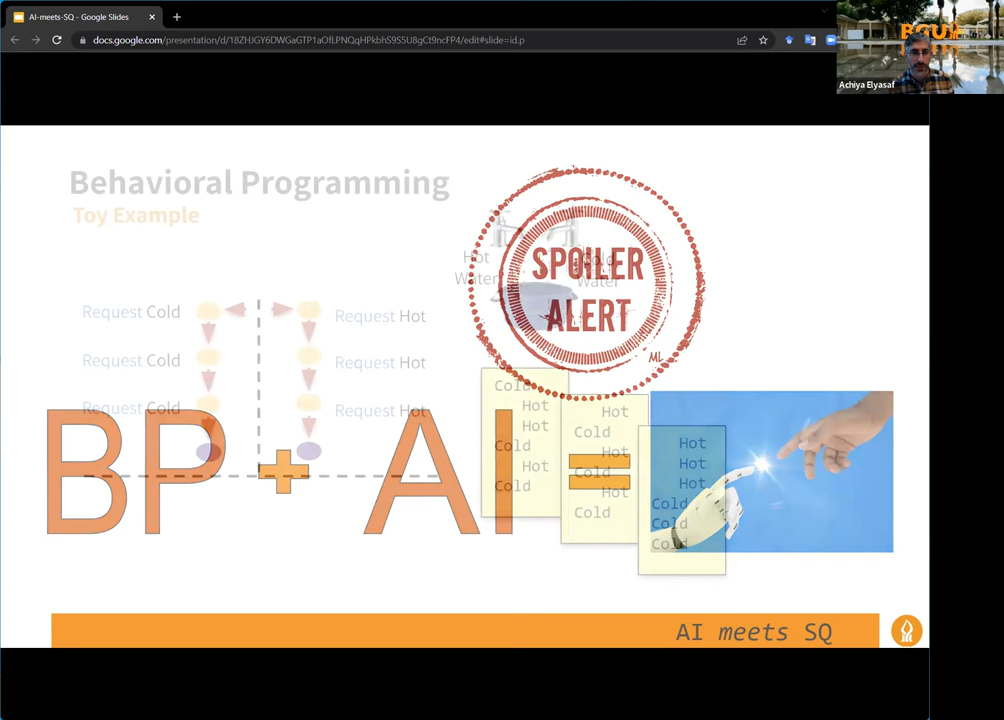 AI-meets-SQ - Google Slides
docs.google.com/presentation/d/18ZHJGY6DWGaGTP1aOfLPNQqHPkbhS9S5U8gCt9ncFP4/edit#slide=id.p
BGU
Achiya Elyasaf
Behavioral Programming
Toy Example
Request Cold
Request Hot
Request Cold
Request Hot
Request Cold
Request Hot
Hot
Water
Cold
Water
SPOILER
ALERT
ML
BP + AI =
Cold
Hot
Hot
Cold
Hot
Cold
Hot
Cold
Hot
Cold
Hot
Cold
Hot
Hot
Hot
Cold
Cold
Cold
AI meets SQ